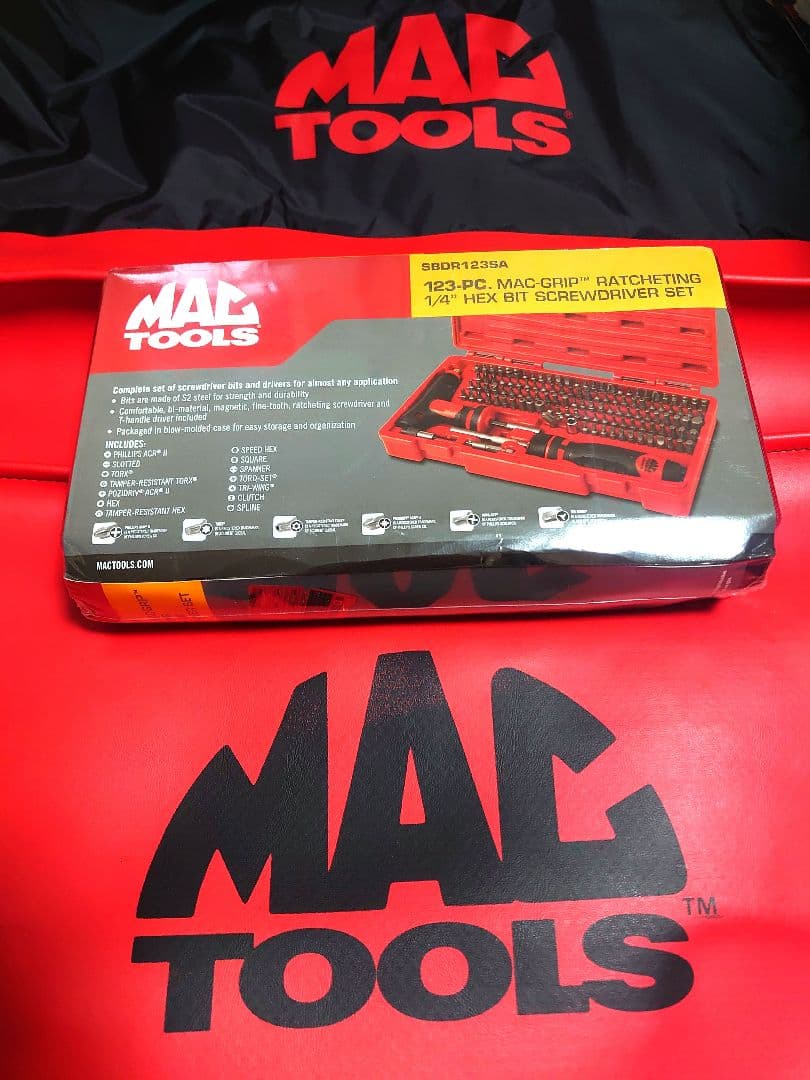 MAC
TOOLS®
SBDR123SA
123-PC. MAC-GRIP™ RATCHETING
1/4" HEX BIT SCREWDRIVER SET
MAC
TOOLS
Complete set of screwdriver bits and drivers for almost any application
• Bits are made of S2 steel for strength and durability
• Comfortable, bi-material, magnetic, fine-tooth, ratcheting screwdriver and
T-handle driver included
• Packaged in blow-molded case for easy storage and organization
INCLUDES:
PHILLIPS ACR® II
SLOTTED
TORX®
TAMPER-RESISTANT TORX®
POZIDRIV® ACR® II
HEX
TAMPER-RESISTANT HEX
SPEED HEX
SQUARE
SPANNER
TORQ-SET®
TRI-WING®
CLUTCH
SPLINE
MACTOOLS.COM
SET
MAC
TOOLS
TM